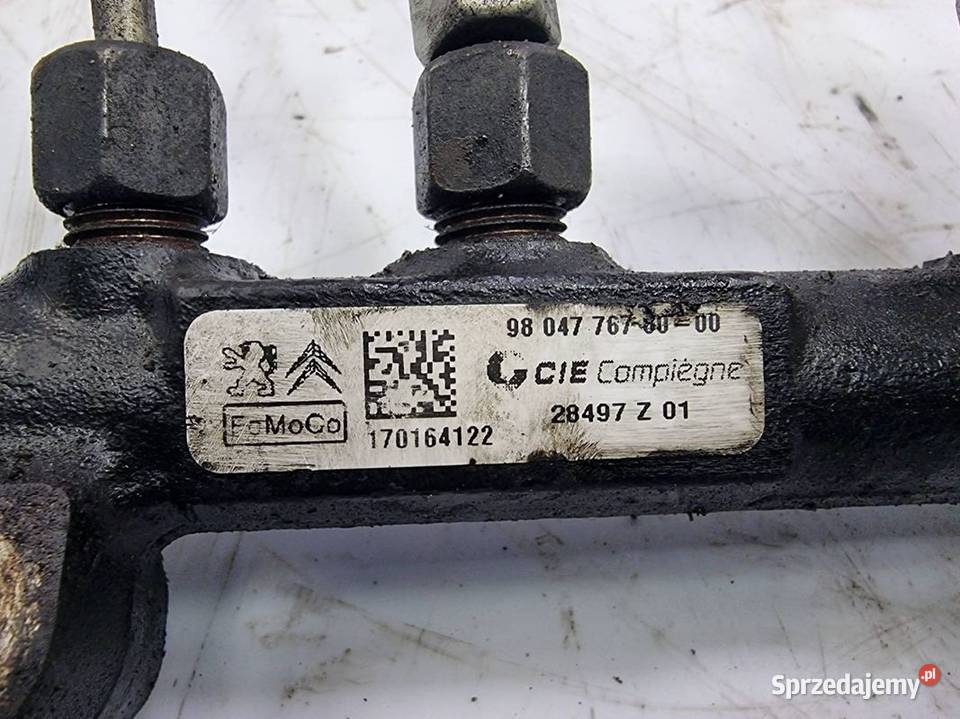 98 047 767 80-00
CIE Compiègne
28497 Z 01
FoMoCo
170164122
Sprzedajemy.pl